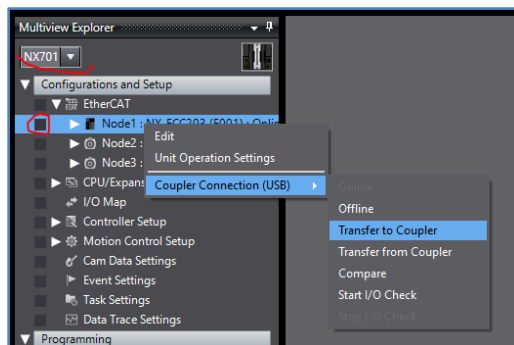 Multiview Explorer
NX701
Configurations and Setup
EtherCAT
Node1 : NX-ECC203 (E001) : Onlin
Node2 :
Node3 :
CPU/Expans
I/O Map
Controller Setup
Motion Control Setup
Cam Data Settings
Event Settings
Task Settings
Data Trace Settings
Programming
Edit
Unit Operation Settings
Coupler Connection (USB)
Online
Offline
Transfer to Coupler
Transfer from Coupler
Compare
Start I/O Check
Stop I/O Check